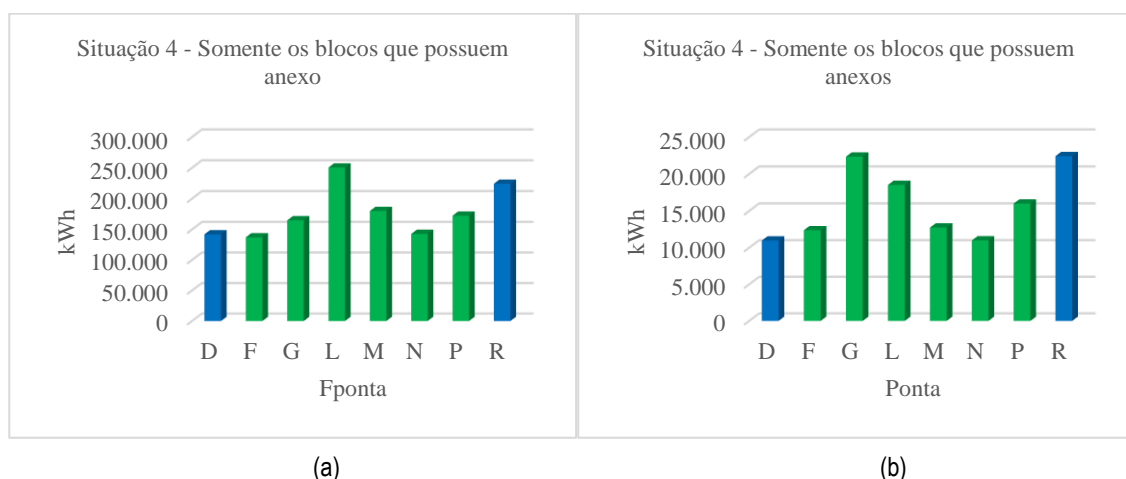 Situação 4 - Somente os blocos que possuem
anexo
300.000
250.000
200.000
150.000
100.000
50.000
0
kWh
D F G L M N P R
Fponta
(a)
Situação 4 - Somente os blocos que possuem
anexos
25.000
20.000
15.000
10.000
5.000
0
kWh
D F G L M N P R
Ponta
(b)